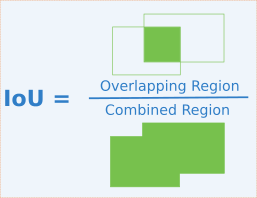 IoU =
Overlapping Region
Combined Region